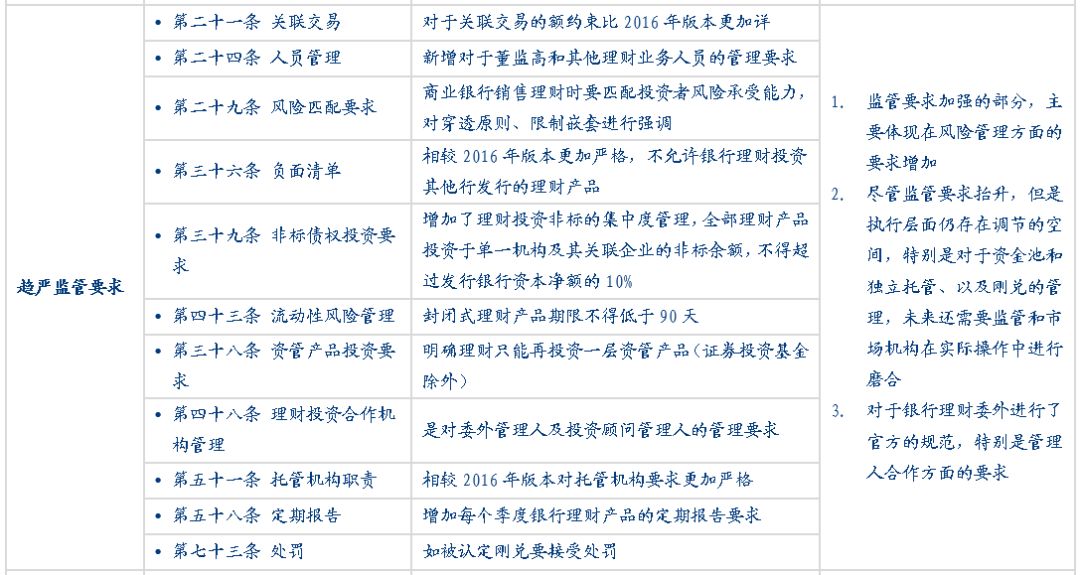 趋严监管要求
• 第二十一条 关联交易
对于关联交易的额约束比 2016 年版本更加详
• 第二十四条 人员管理
新增对于董监高和其他理财业务人员的管理要求
• 第二十九条 风险匹配要求
商业银行销售理财时要匹配投资者风险承受能力，
对穿透原则、限制嵌套进行强调
• 第三十六条 负面清单
相较 2016 年版本更加严格，不允许银行理财投资
其他行发行的理财产品
• 第三十九条 非标债权投资要
求
增加了理财投资非标的集中度管理，全部理财产品
投资于单一机构及其关联企业的非标余额，不得超
过发行银行资本净额的 10%
• 第四十三条 流动性风险管理
封闭式理财产品期限不得低于 90 天
• 第三十八条 资管产品投资要
求
明确理财只能再投资一层资管产品（证券投资基金
除外）
• 第四十八条 理财投资合作机
构管理
是对委外管理人及投资顾问管理人的管理要求
• 第五十一条 托管机构职责
相较 2016 年版本对托管机构要求更加严格
• 第五十八条 定期报告
增加每个季度银行理财产品的定期报告要求
• 第七十三条 处罚
如被认定刚兑要接受处罚
1. 监管要求加强的部分，主
要体现在风险管理方面的
要求增加
2. 尽管监管要求抬升，但是
执行层面仍存在调节的空
间，特别是对于资金池和
独立托管、以及刚兑的管
理，未来还需要监管和市
场机构在实际操作中进行
磨合
3. 对于银行理财委外进行了
官方的规范，特别是管理
人合作方面的要求